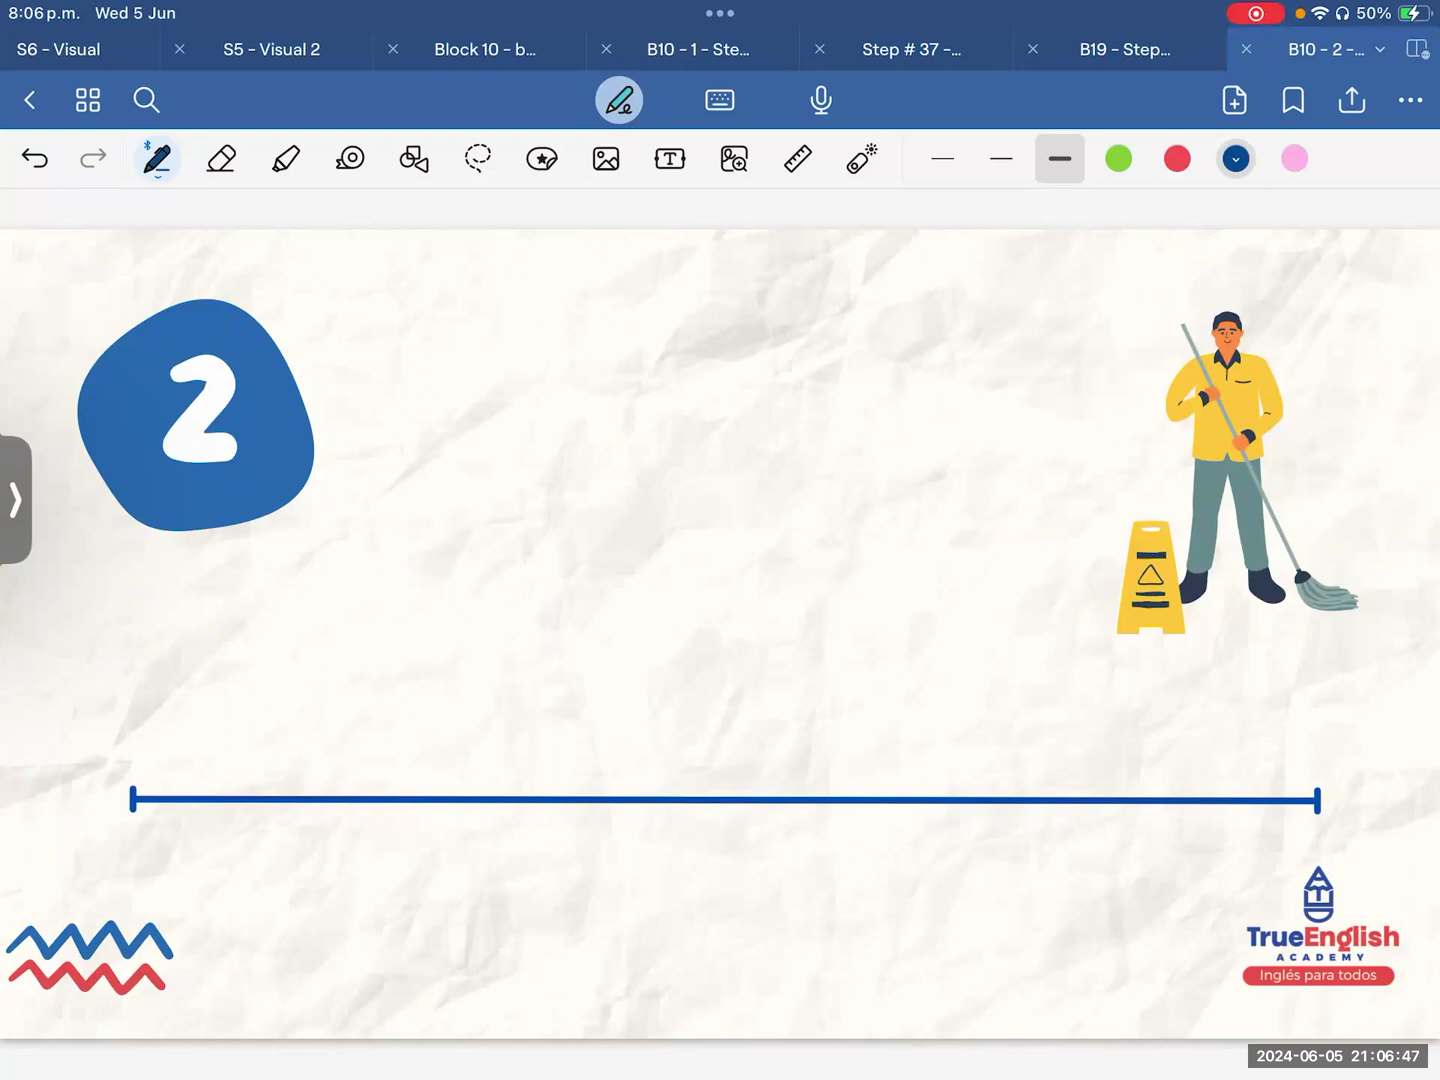 8:06 p.m. Wed 5 Jun
50%
S6 - Visual
S5 - Visual 2
Block 10 - b...
B10 - 1 - Ste...
Step # 37 -...
B19 - Step...
B10 - 2 -...
T
2
TrueEnglish
ACADEMY
Inglés para todos
2024-06-05 21:06:47